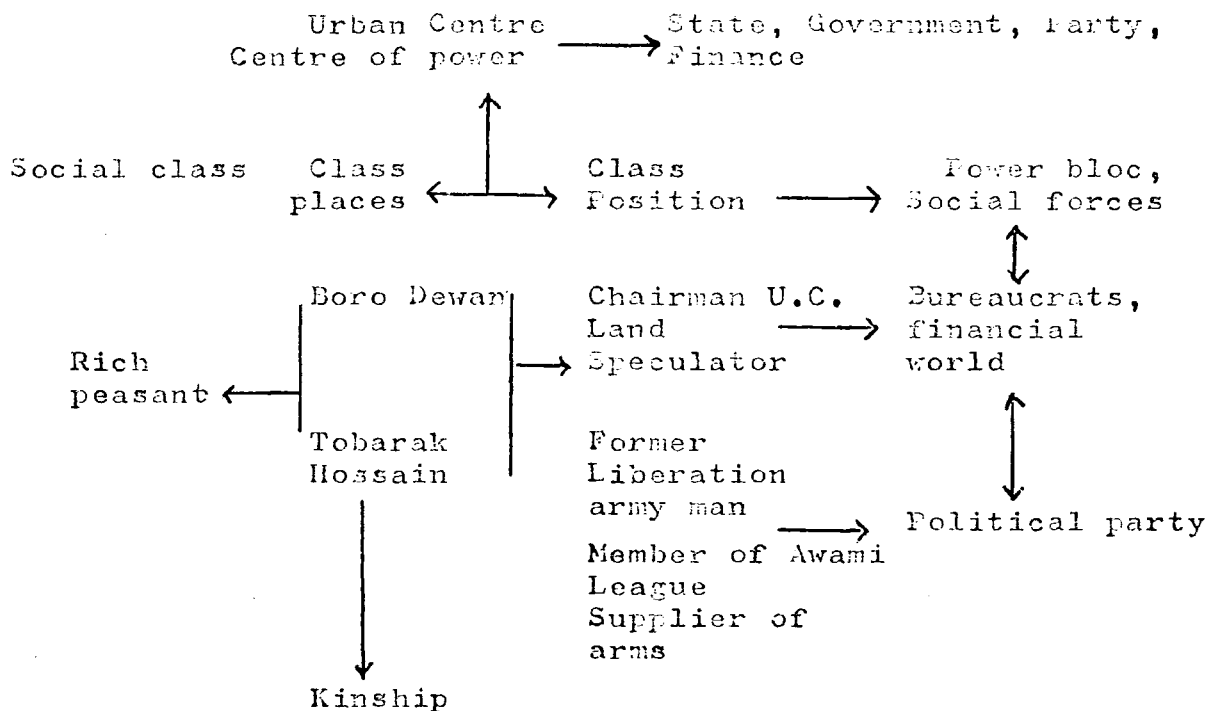 Urban Centre
Centre of power
State, Government, Party,
Finance
Social class
Class
places
Class
Position
Power bloc,
Social forces
Rich
peasant
Boro Dewan
Tobarak
Hossain
Chairman U.C.
Land
Speculator
Bureaucrats,
financial
world
Former
Liberation
army man
Member of Awami
League
Supplier of
arms
Political party
Kinship